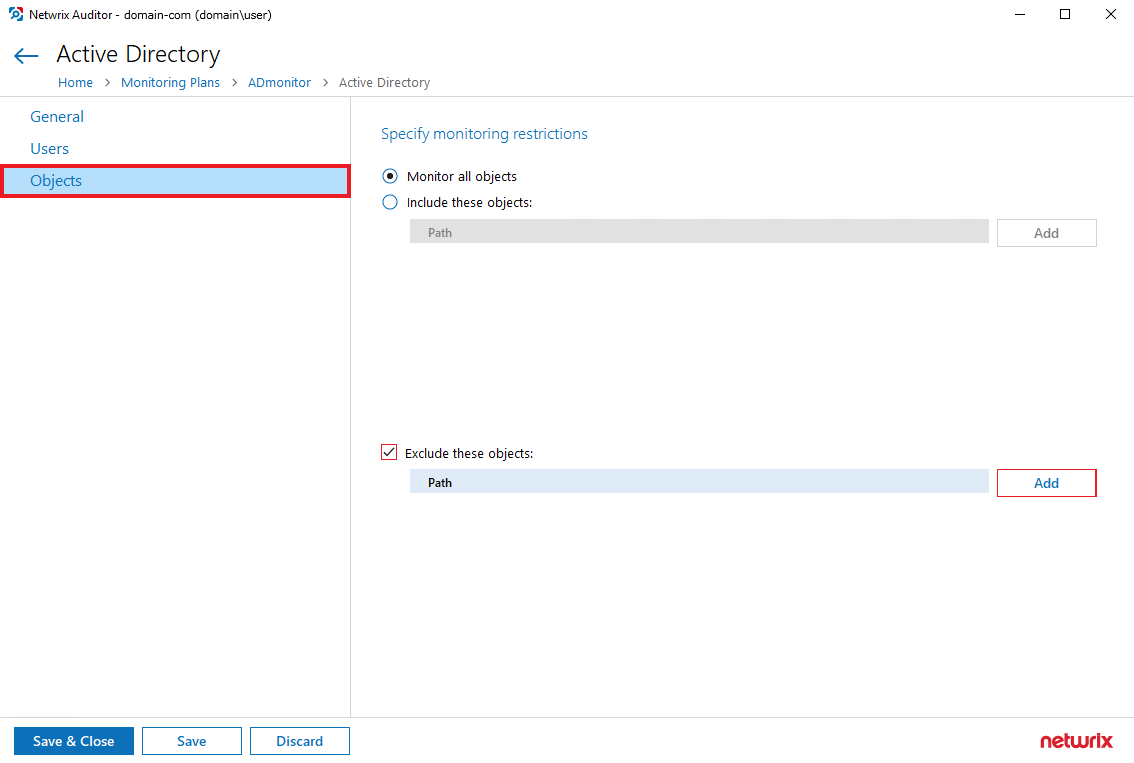 Netwrix Auditor - domain-com (domain\user)
Active Directory
Home > Monitoring Plans > ADmonitor > Active Directory
General
Users
Objects
Specify monitoring restrictions
Monitor all objects
Include these objects:
Path
Add
Exclude these objects:
Path
Add
Save & Close
Save
Discard
netwrix